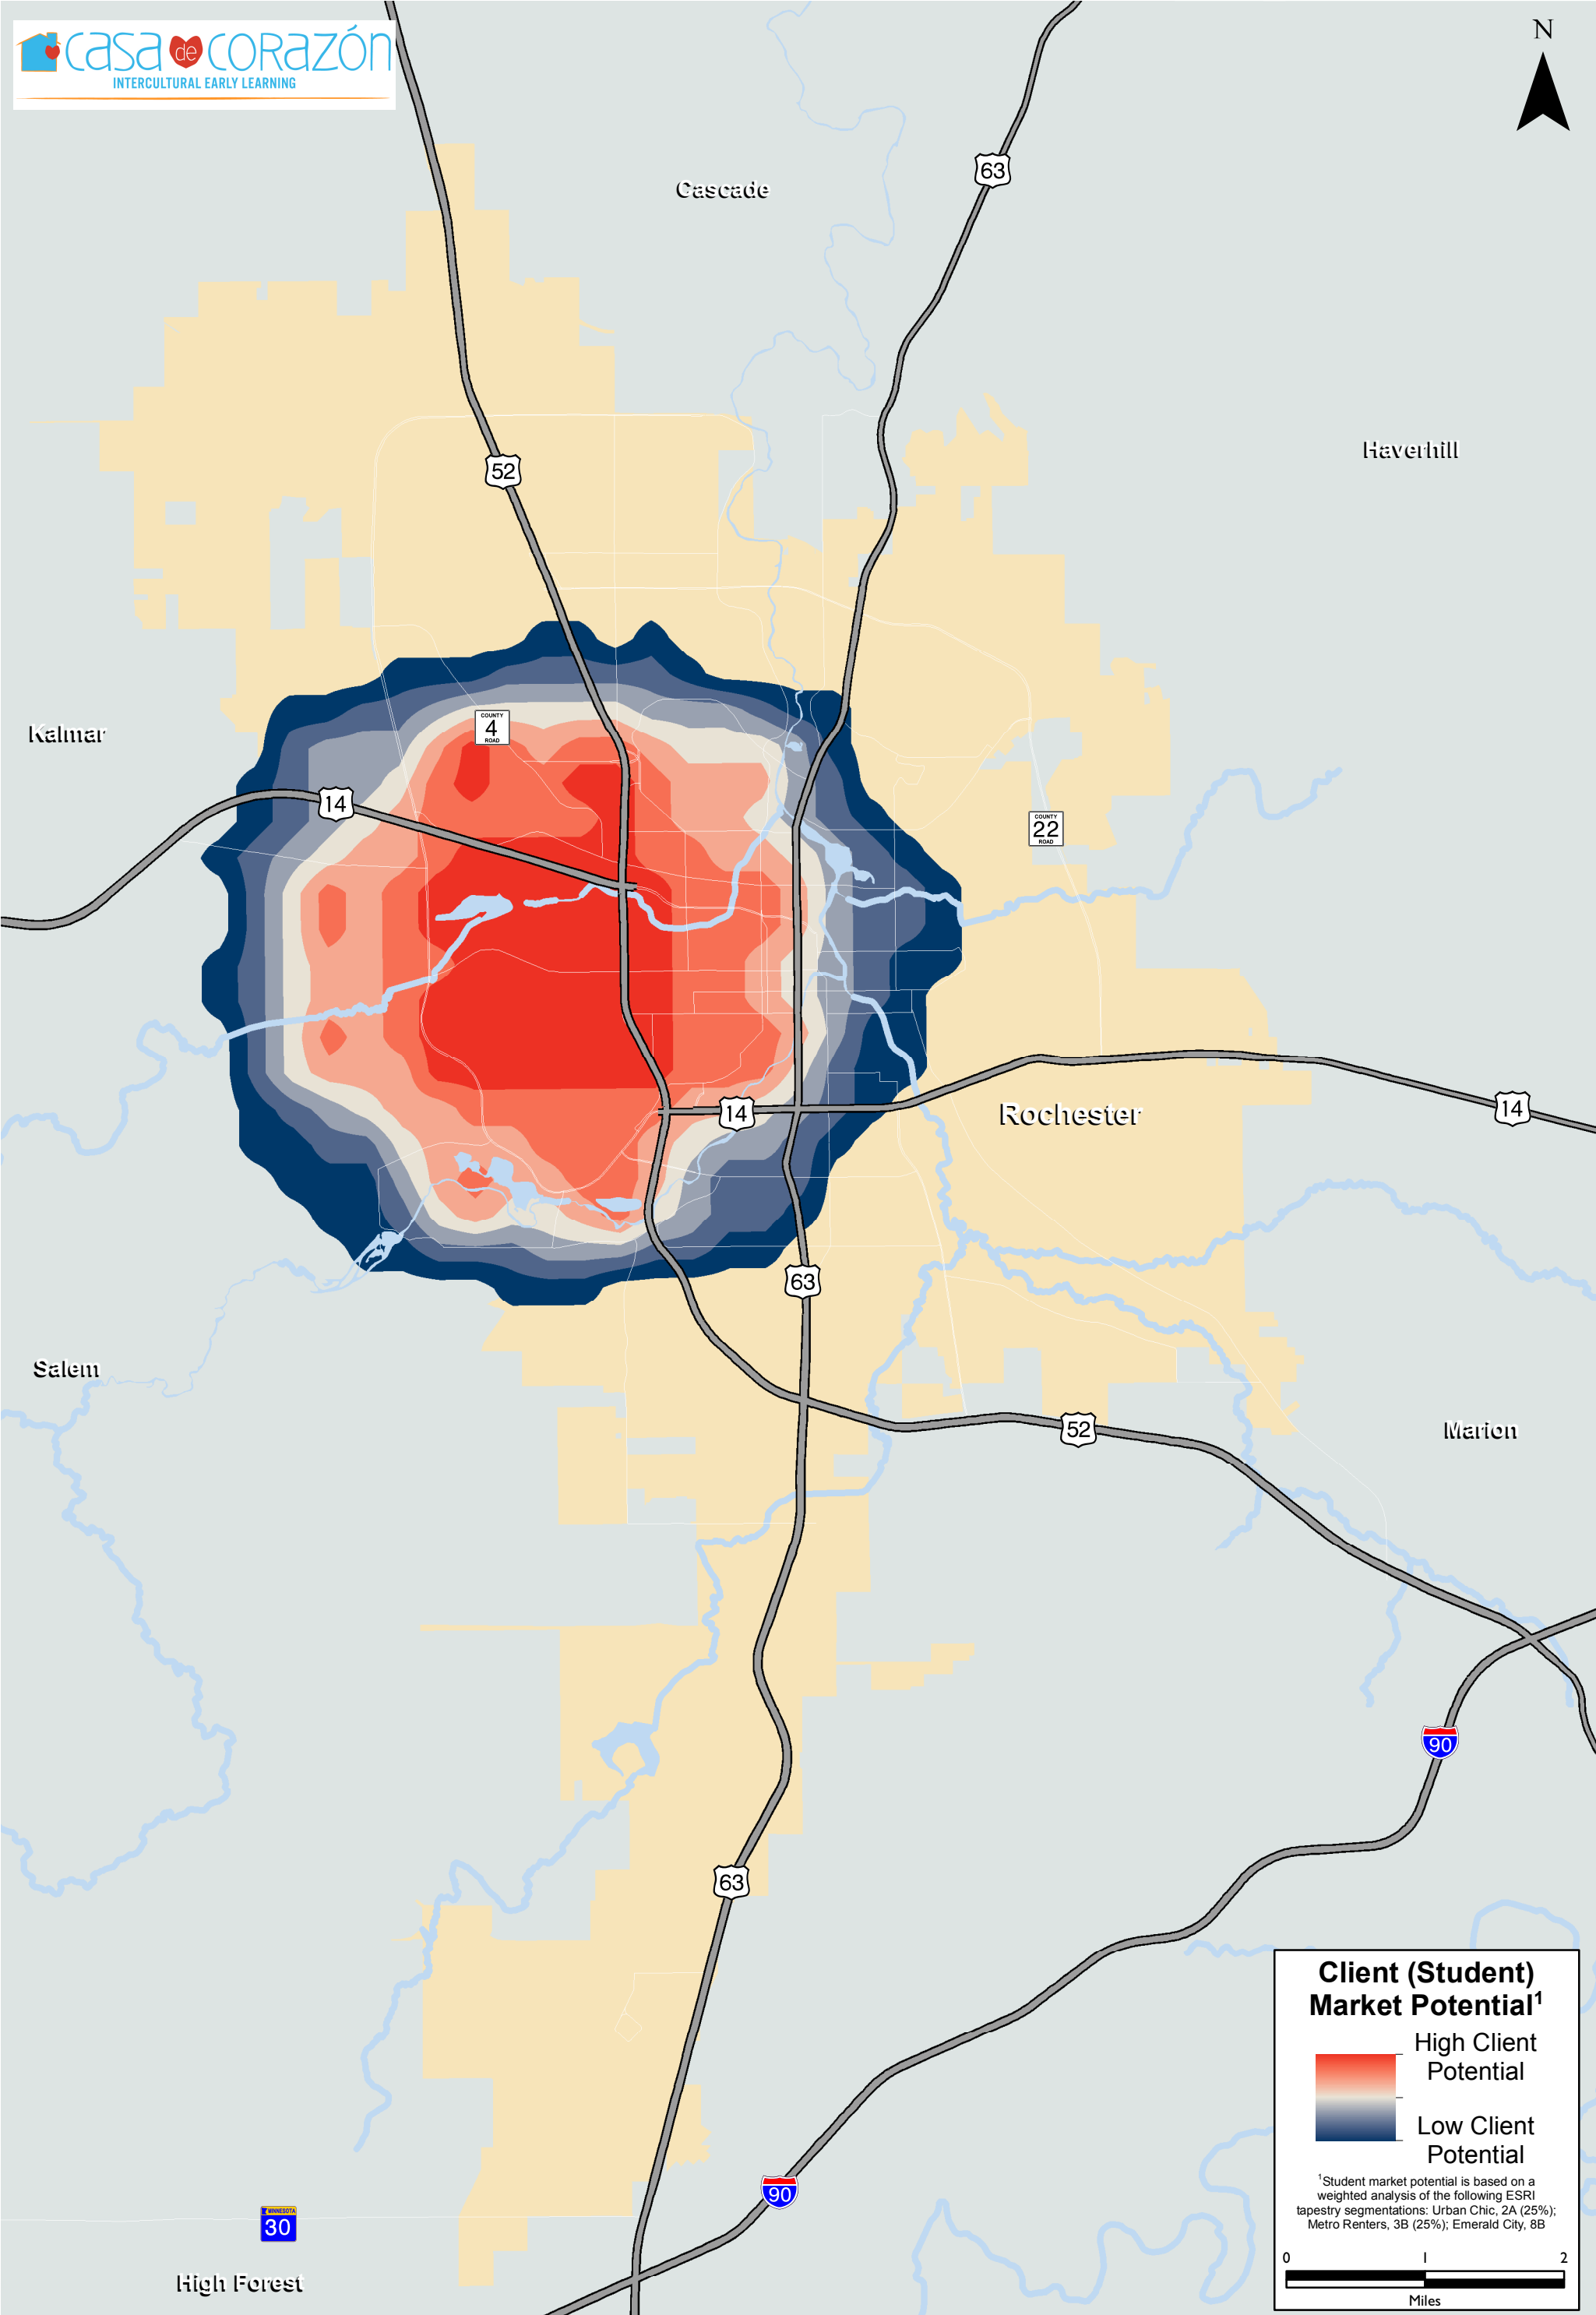 CASA de CORAZÓN
INTERCULTURAL EARLY LEARNING
N
63
Cascade
Haverhill
52
COUNTY
4
ROAD
Kalmar
14
COUNTY
22
ROAD
14
Rochester
14
63
Salem
52
Marion
90
63
90
MINNESOTA
30
High Forest
Client (Student)
Market Potential¹
High Client
Potential
Low Client
Potential
¹Student market potential is based on a
weighted analysis of the following ESRI
tapestry segmentations: Urban Chic, 2A (25%);
Metro Renters, 3B (25%); Emerald City, 8B
0 1 2
Miles